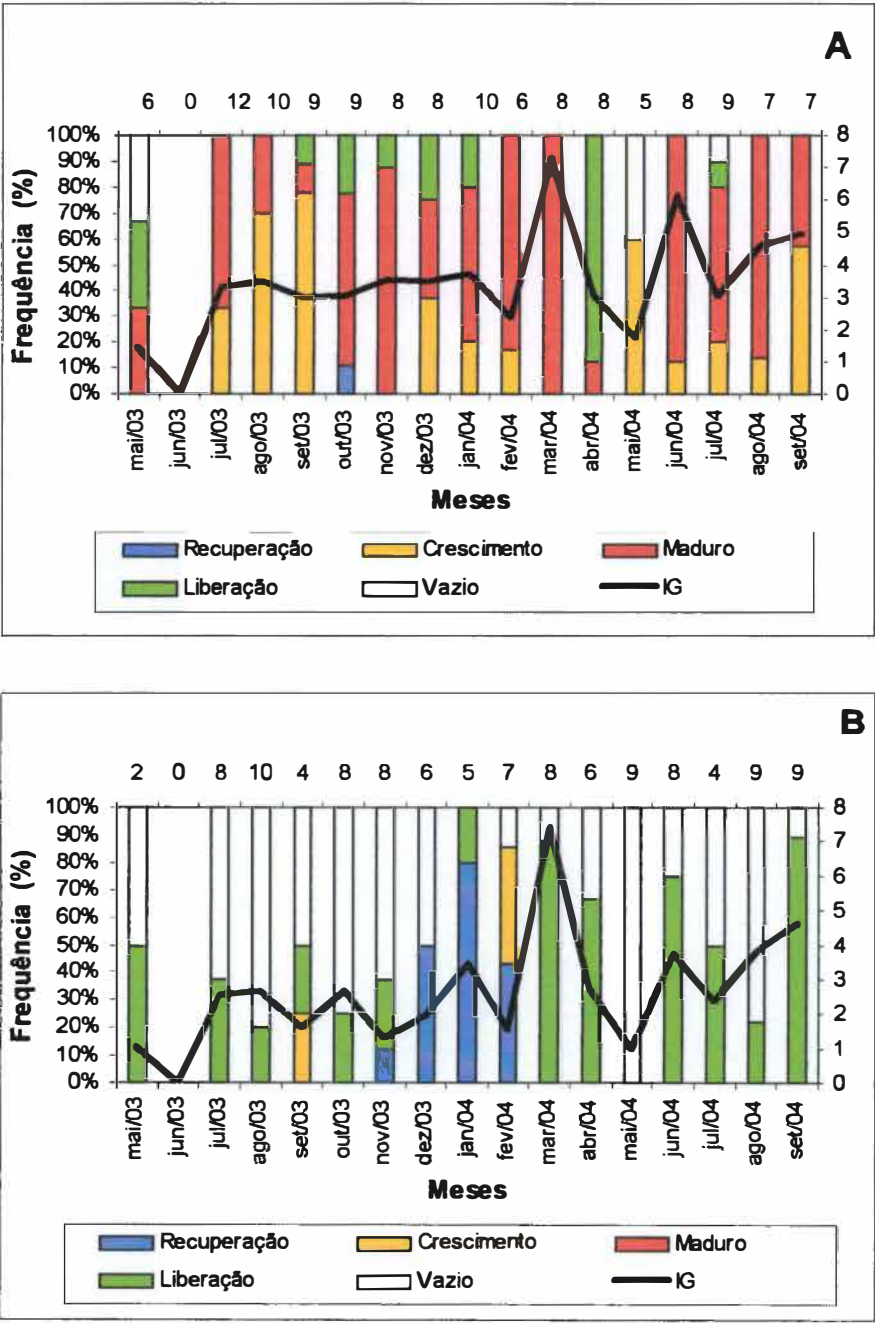 A
6 0 12 10 9 9 8 8 10 6 8 8 5 8 9 7 7
100% 8
90% 7
80% 6
70% 5
60%
50% 4
40% 3
30% 2
20% 1
10%
0% 0
Frequência (%)
mai/03 jun/03 jul/03 ago/03 set/03 out/03 nov/03 dez/03 jan/04 fev/04 mar/04 abr/04 mai/04 jun/04 jul/04 ago/04 set/04
Meses
Recuperação Crescimento Maduro
Liberação Vazio IG
B
2 0 8 10 4 8 8 6 5 7 8 6 9 8 4 9 9
100% 8
90% 7
80% 6
70% 5
60%
50% 4
40% 3
30% 2
20% 1
10%
0% 0
Frequência (%)
mai/03 jun/03 jul/03 ago/03 set/03 out/03 nov/03 dez/03 jan/04 fev/04 mar/04 abr/04 mai/04 jun/04 jul/04 ago/04 set/04
Meses
Recuperação Crescimento Maduro
Liberação Vazio IG